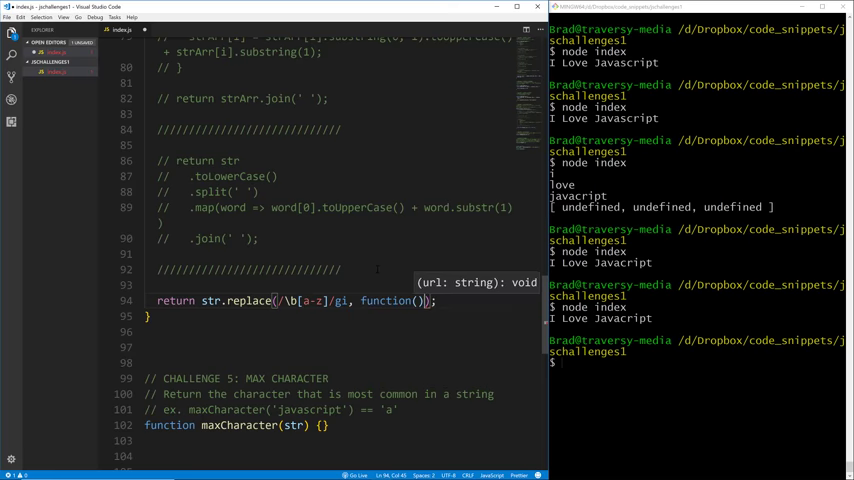 index.js - jschallenges1 - Visual Studio Code
File Edit Selection View Go Debug Tasks Help
EXPLORER
OPEN EDITORS 1 UNSAVED
index.js
JSCHALLENGES1
index.js
index.js
+ strArr[i].substring(1);
80 // }
81
82 // return strArr.join(' ');
83
84 /////////////////////////////
85
86 // return str
87 // .toLowerCase()
88 // .split(' ')
89 // .map(word => word[0].toUpperCase() + word.substr(1)
)
90 // .join(' ');
91
92 /////////////////////////////
93
(url: string): void
94 return str.replace(/\b[a-z]/gi, function());
95 }
96
97
98
99 // CHALLENGE 5: MAX CHARACTER
100 // Return the character that is most common in a string
101 // ex. maxCharacter('javascript') == 'a'
102 function maxCharacter(str) {}
103
104
1 0
Go Live Ln 94, Col 45 Spaces: 2 UTF-8 CRLF JavaScript Prettier
MINGW64:/d/Dropbox/code_snippets/jschallenges1
Brad@traversy-media /d/Dropbox/code_snippets/j
schallenges1
$ node index
I Love Javascript
Brad@traversy-media /d/Dropbox/code_snippets/j
schallenges1
$ node index
I Love Javascript
Brad@traversy-media /d/Dropbox/code_snippets/j
schallenges1
$ node index
i
love
javacript
[ undefined, undefined, undefined ]
Brad@traversy-media /d/Dropbox/code_snippets/j
schallenges1
$ node index
I Love Javascript
Brad@traversy-media /d/Dropbox/code_snippets/j
schallenges1
$ node index
I Love Javascript
Brad@traversy-media /d/Dropbox/code_snippets/j
schallenges1
$